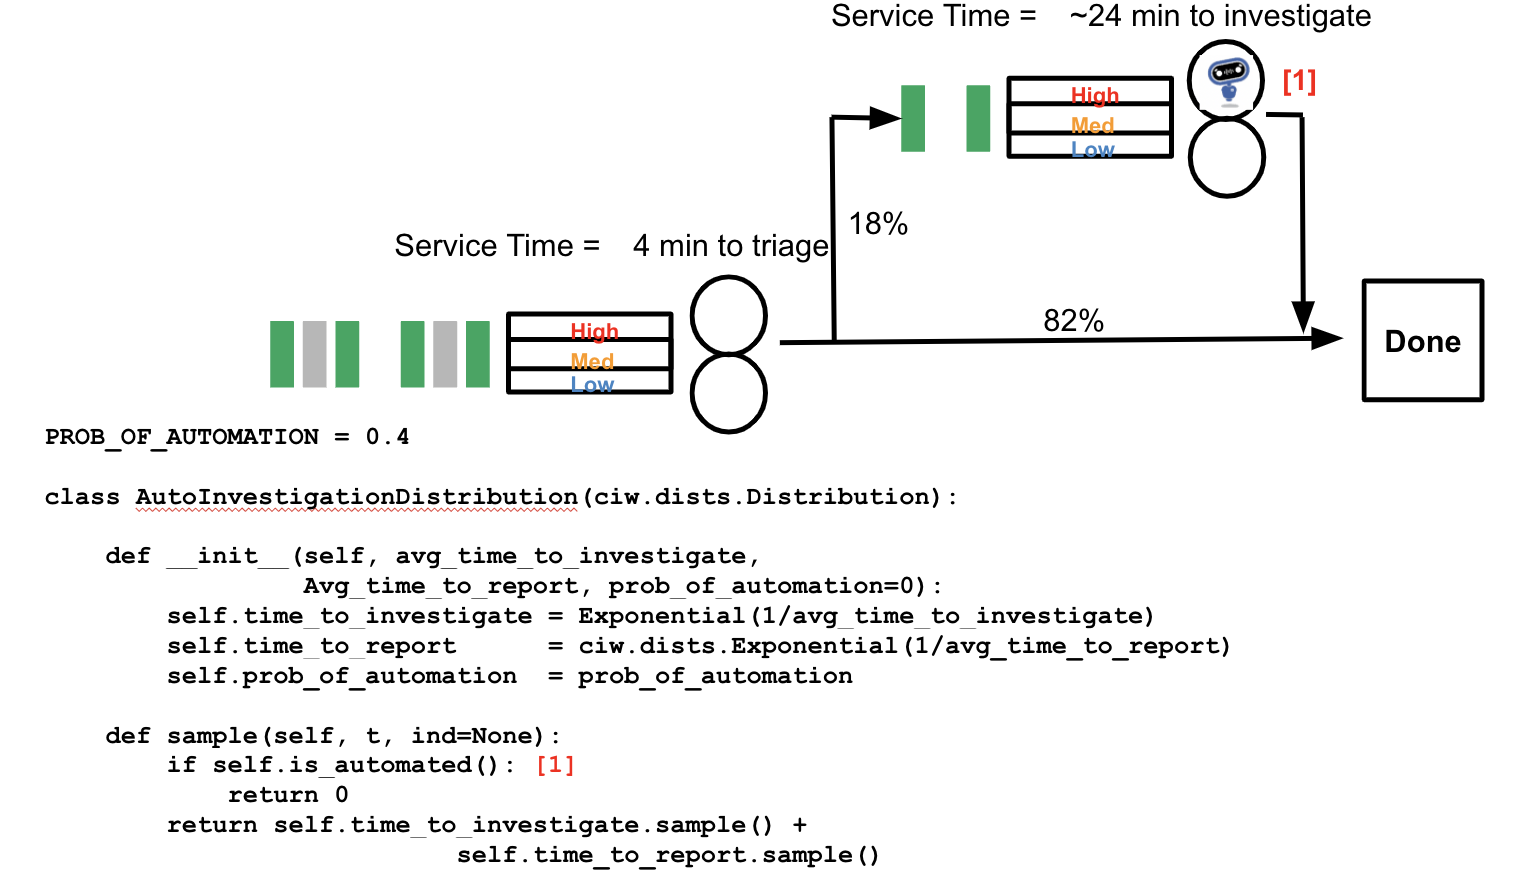 Service Time =    ~24 min to investigate
[1]
High
Med
Low
18%
Service Time =    4 min to triage
82%
High
Med
Low
Done
PROB_OF_AUTOMATION = 0.4
class AutoInvestigationDistribution(ciw.dists.Distribution):
    def __init__(self, avg_time_to_investigate,
                 Avg_time_to_report, prob_of_automation=0):
        self.time_to_investigate = Exponential(1/avg_time_to_investigate)
        self.time_to_report      = ciw.dists.Exponential(1/avg_time_to_report)
        self.prob_of_automation  = prob_of_automation
    def sample(self, t, ind=None):
        if self.is_automated(): [1]
            return 0
        return self.time_to_investigate.sample() +
                           self.time_to_report.sample()